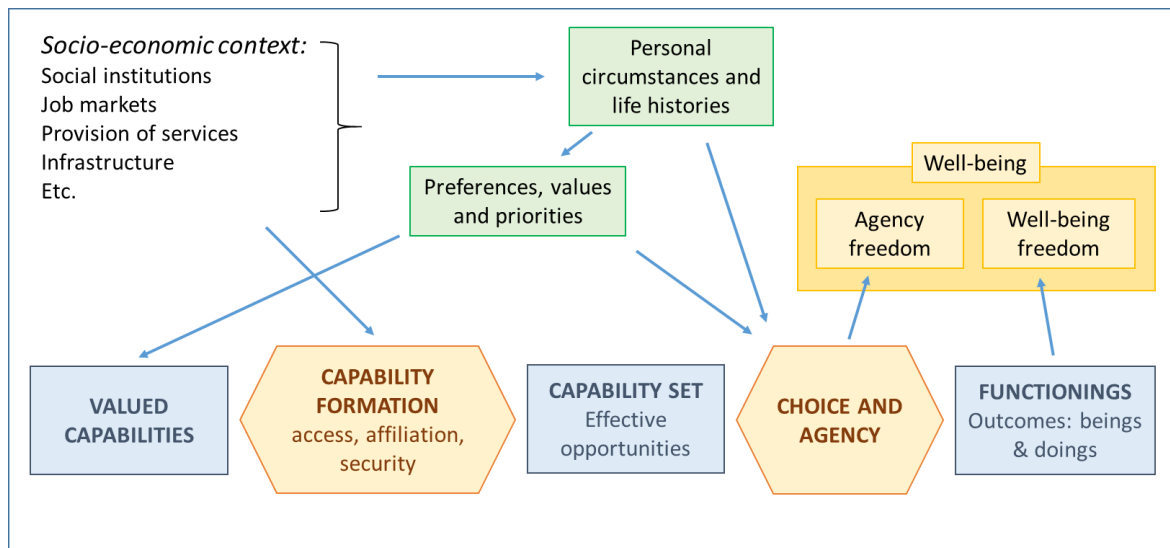 Socio-economic context:
Social institutions
Job markets
Provision of services
Infrastructure
Etc.
Personal
circumstances and
life histories
Preferences, values
and priorities
Well-being
Agency
freedom
Well-being
freedom
VALUED
CAPABILITIES
CAPABILITY
FORMATION
access, affiliation,
security
CAPABILITY SET
Effective
opportunities
CHOICE AND
AGENCY
FUNCTIONINGS
Outcomes: beings
& doings